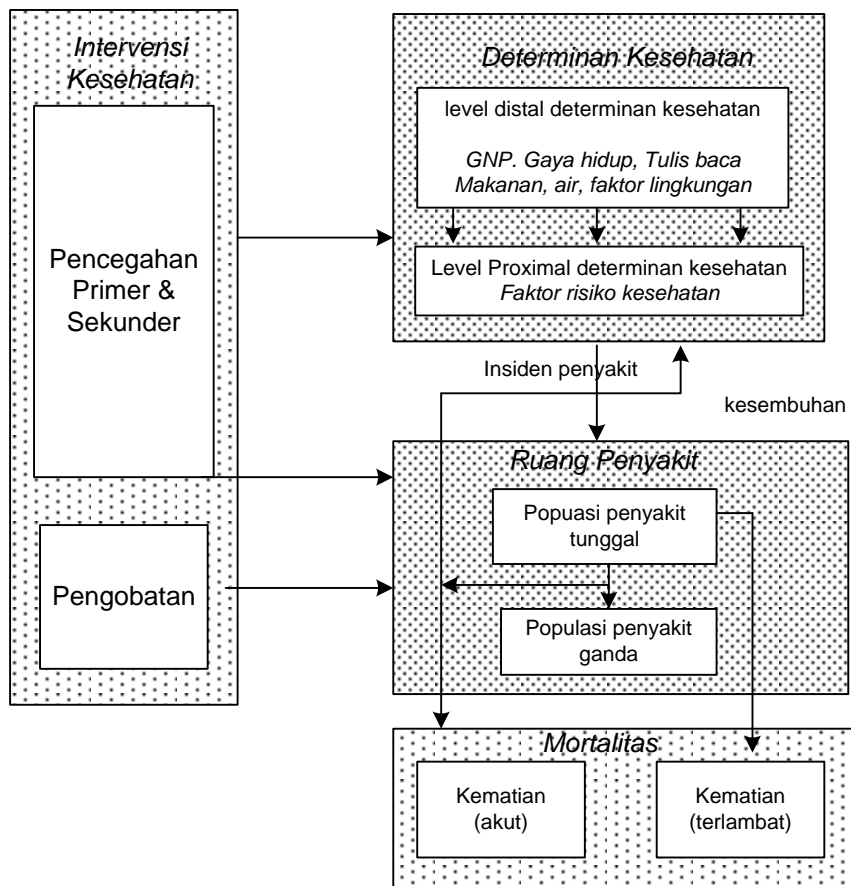 Intervensi
Kesehatan
Pencegahan
Primer &
Sekunder
Pengobatan
Determinan Kesehatan
level distal determinan kesehatan
GNP. Gaya hidup, Tulis baca
Makanan, air, faktor lingkungan
Level Proximal determinan kesehatan
Faktor risiko kesehatan
Insiden penyakit
kesembuhan
Ruang Penyakit
Popuasi penyakit
tunggal
Populasi penyakit
ganda
Mortalitas
Kematian
(akut)
Kematian
(terlambat)